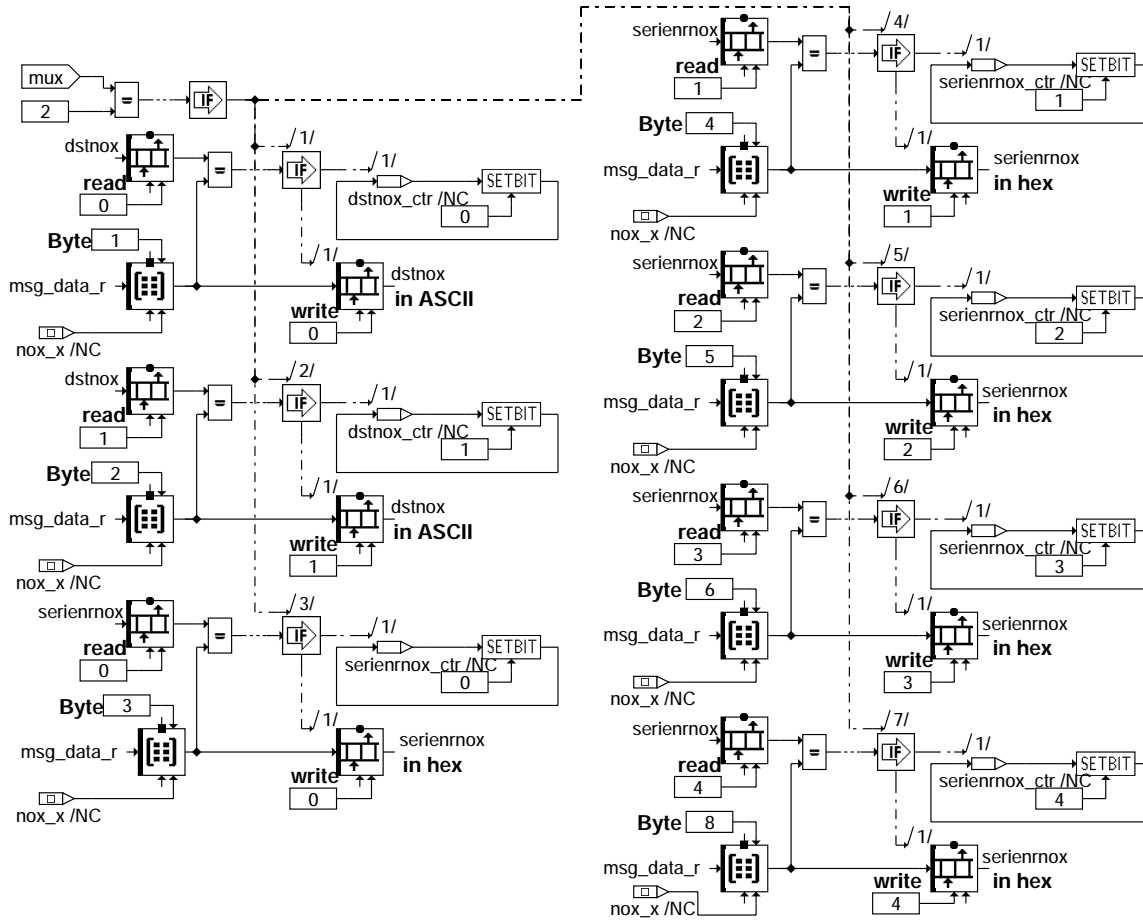 mux
2
=
IF
/1/
dstnox
read
0
=
IF
/1/
dstnox_ctr /NC
SETBIT
0
Byte 1
msg_data_r
nox_x /NC
/1/
dstnox
in ASCII
write
0
/2/
dstnox
read
1
=
IF
/1/
dstnox_ctr /NC
SETBIT
1
Byte 2
msg_data_r
nox_x /NC
/1/
dstnox
in ASCII
write
1
/3/
serienrnox
read
0
=
IF
/1/
serienrnox_ctr /NC
SETBIT
0
Byte 3
msg_data_r
nox_x /NC
/1/
serienrnox
in hex
write
0
/4/
serienrnox
read
1
=
IF
/1/
serienrnox_ctr /NC
SETBIT
1
Byte 4
msg_data_r
nox_x /NC
/1/
serienrnox
in hex
write
1
/5/
serienrnox
read
2
=
IF
/1/
serienrnox_ctr /NC
SETBIT
2
Byte 5
msg_data_r
nox_x /NC
/1/
serienrnox
in hex
write
2
/6/
serienrnox
read
3
=
IF
/1/
serienrnox_ctr /NC
SETBIT
3
Byte 6
msg_data_r
nox_x /NC
/1/
serienrnox
in hex
write
3
/7/
serienrnox
read
4
=
IF
/1/
serienrnox_ctr /NC
SETBIT
4
Byte 8
msg_data_r
nox_x /NC
/1/
serienrnox
in hex
write
4